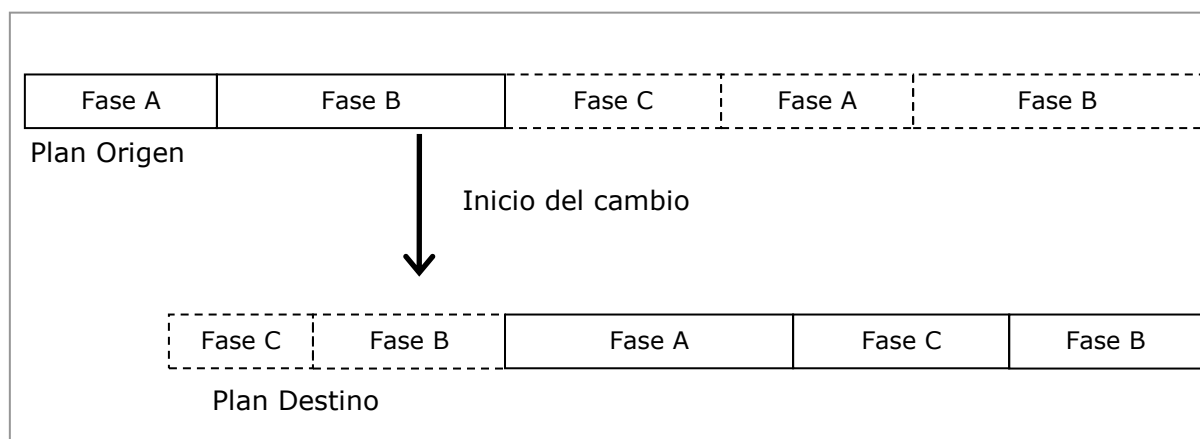 Fase A Fase B Fase C Fase A Fase B
Plan Origen
Inicio del cambio
Fase C Fase B Fase A Fase C Fase B
Plan Destino